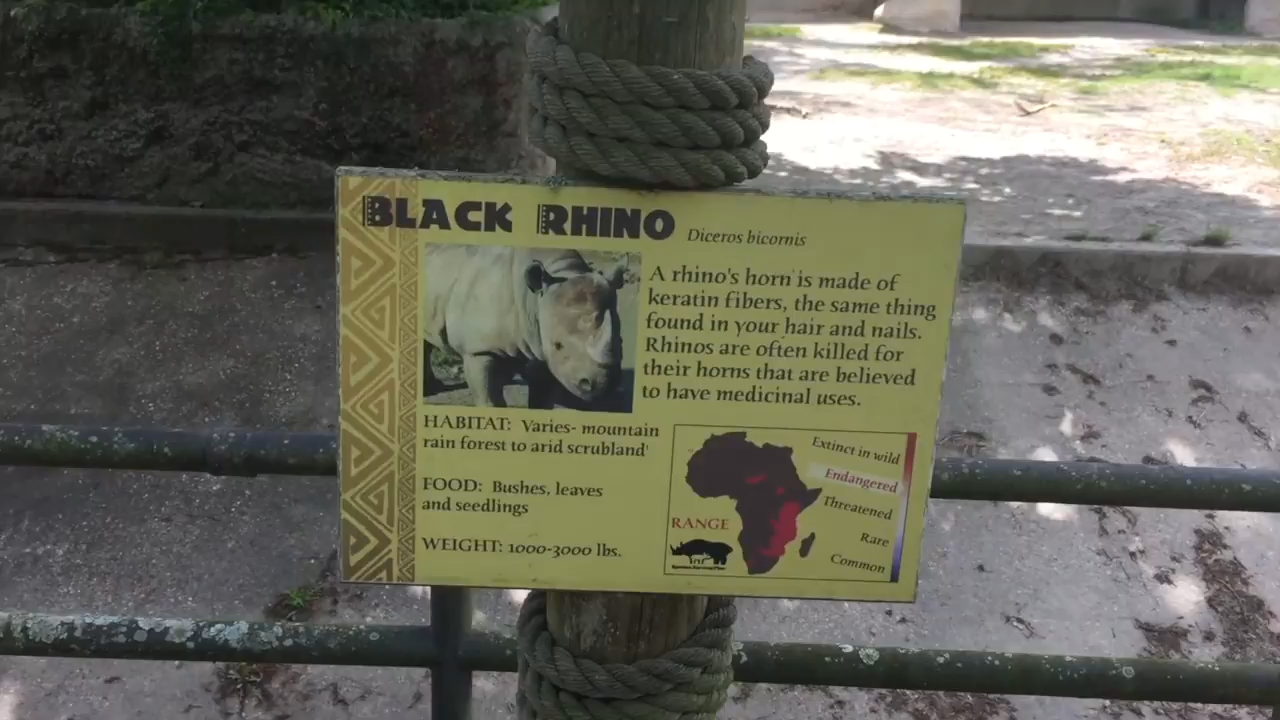 BLACK RHINO Diceros bicornis
A rhino's horn is made of
keratin fibers, the same thing
found in your hair and nails.
Rhinos are often killed for
their horns that are believed
to have medicinal uses.
HABITAT: Varies- mountain
rain forest to arid scrubland
FOOD: Bushes, leaves
and seedlings
WEIGHT: 1000-3000 lbs.
RANGE
Extinct in wild
Endangered
Threatened
Rare
Common